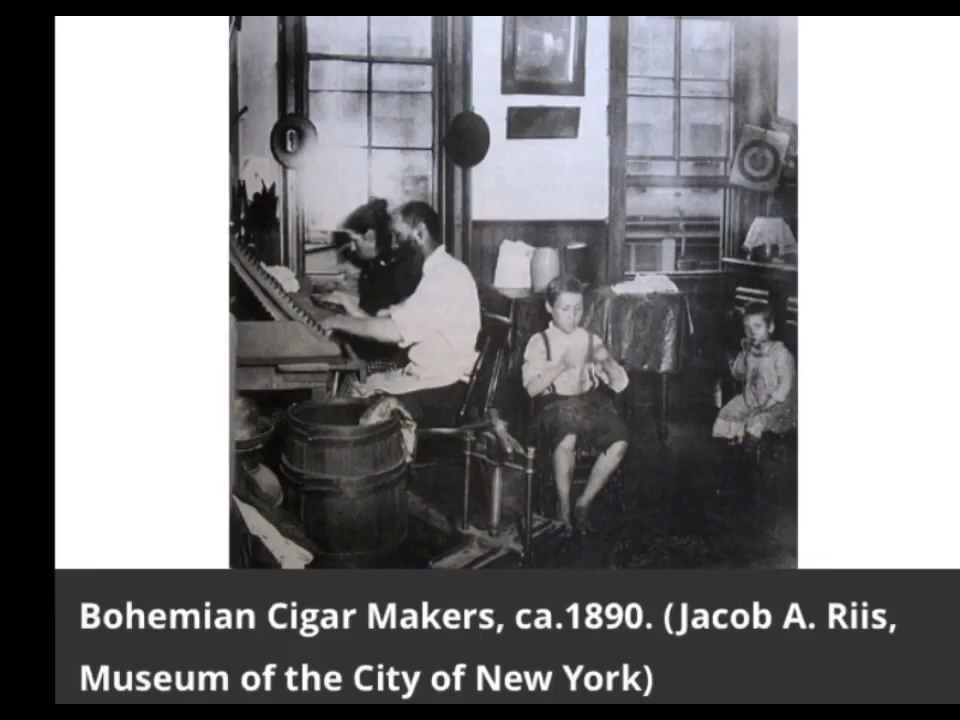 Bohemian Cigar Makers, ca.1890. (Jacob A. Riis,
Museum of the City of New York)